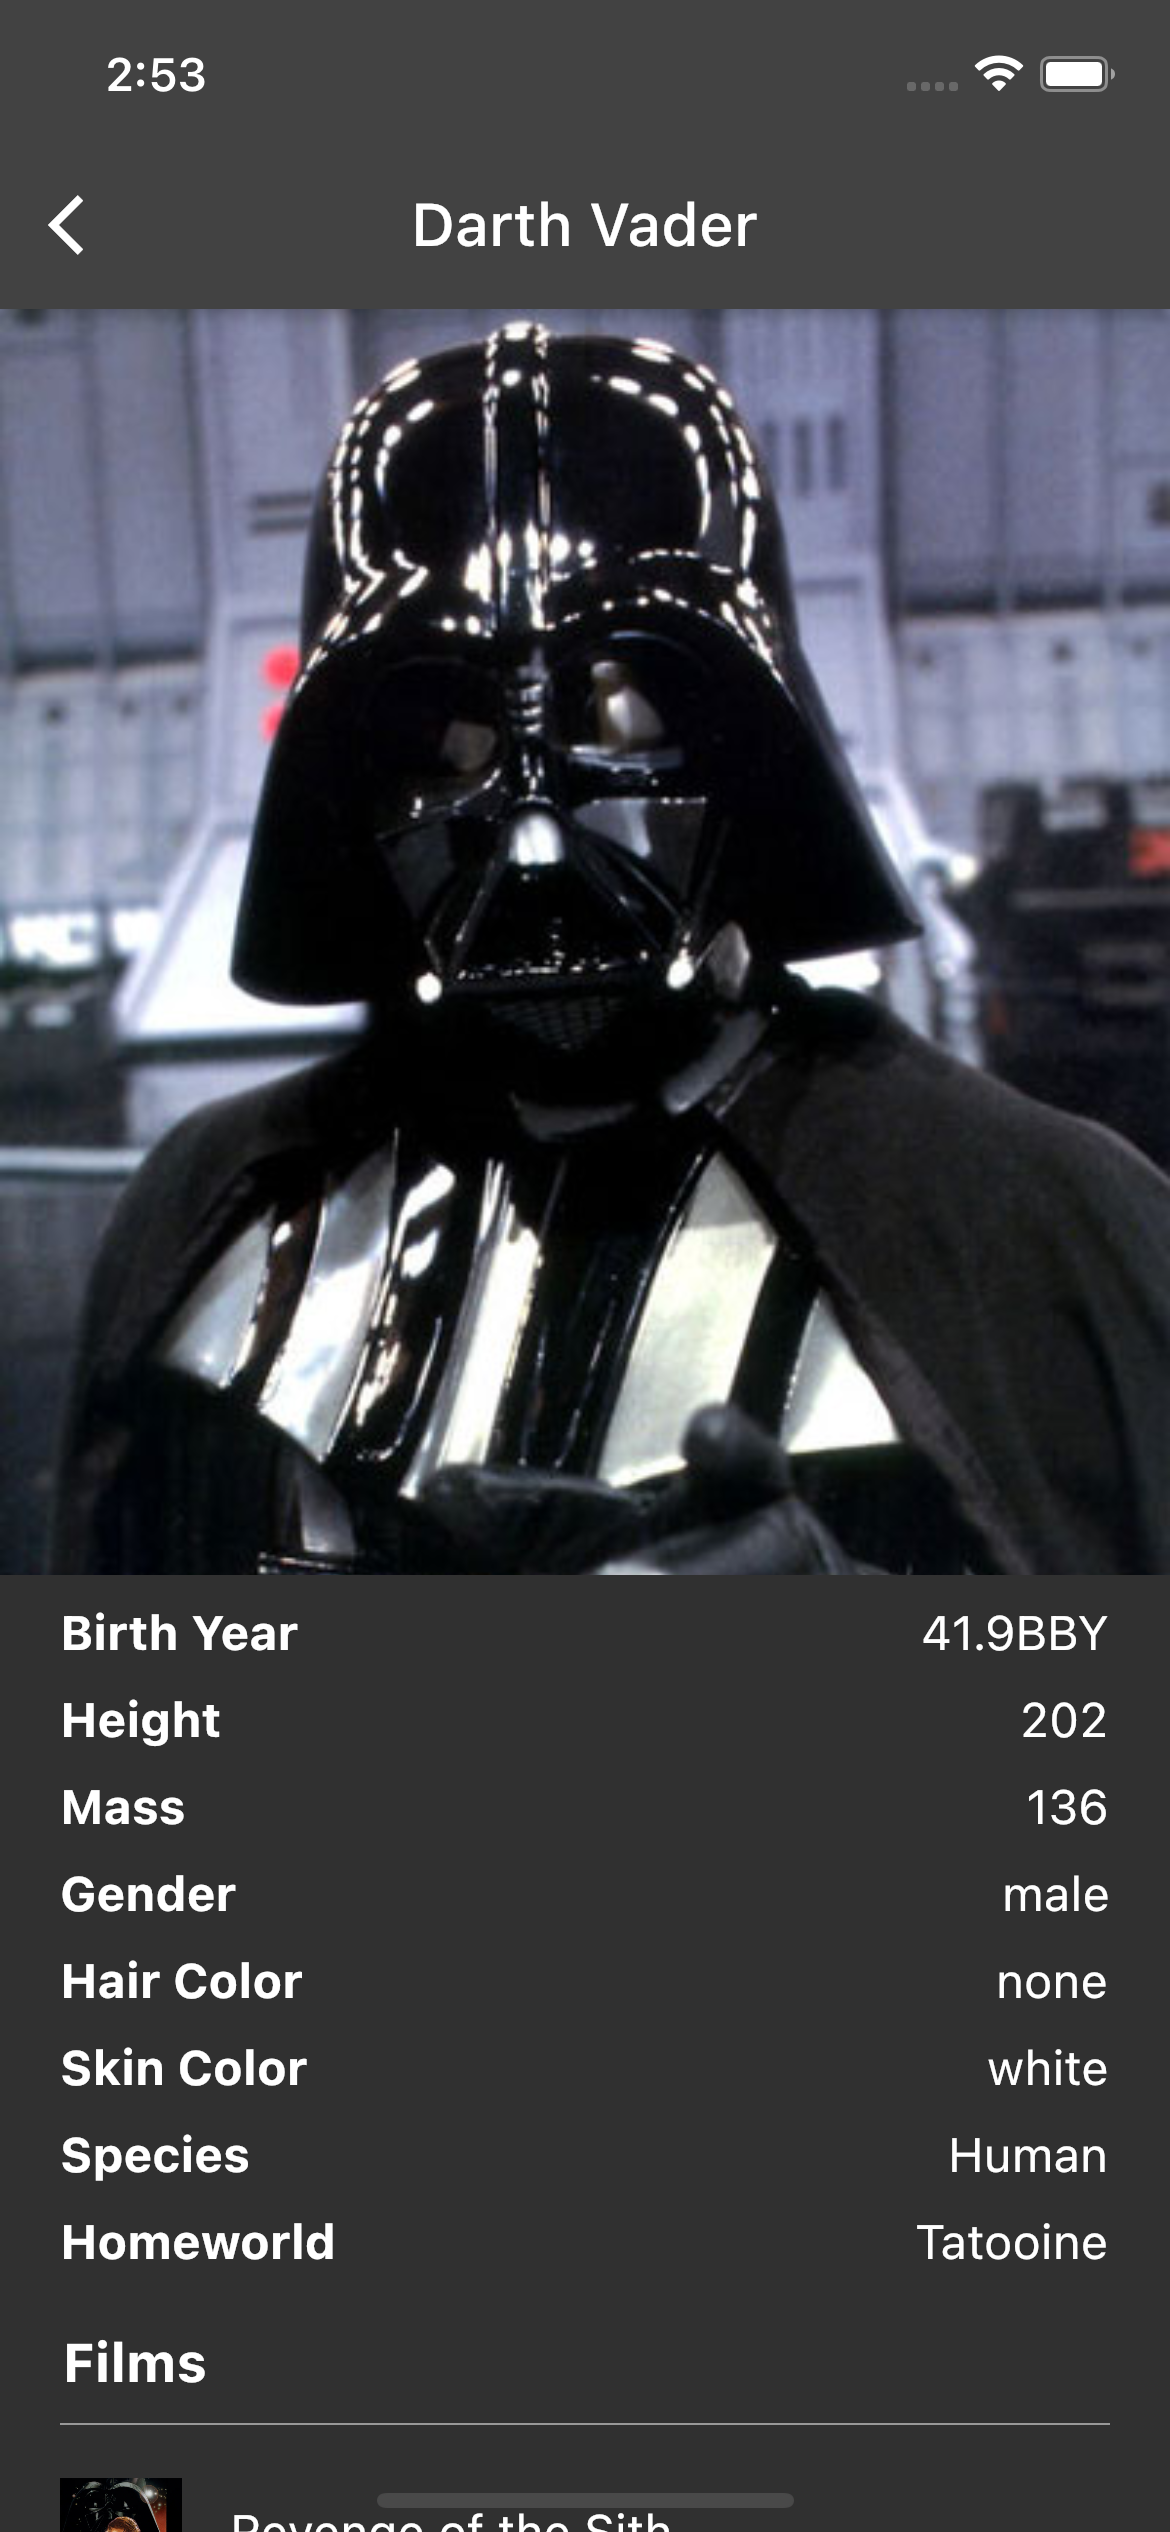 2:53
Darth Vader
Birth Year 41.9BBY
Height 202
Mass 136
Gender male
Hair Color none
Skin Color white
Species Human
Homeworld Tatooine
Films
Revenge of the Sith